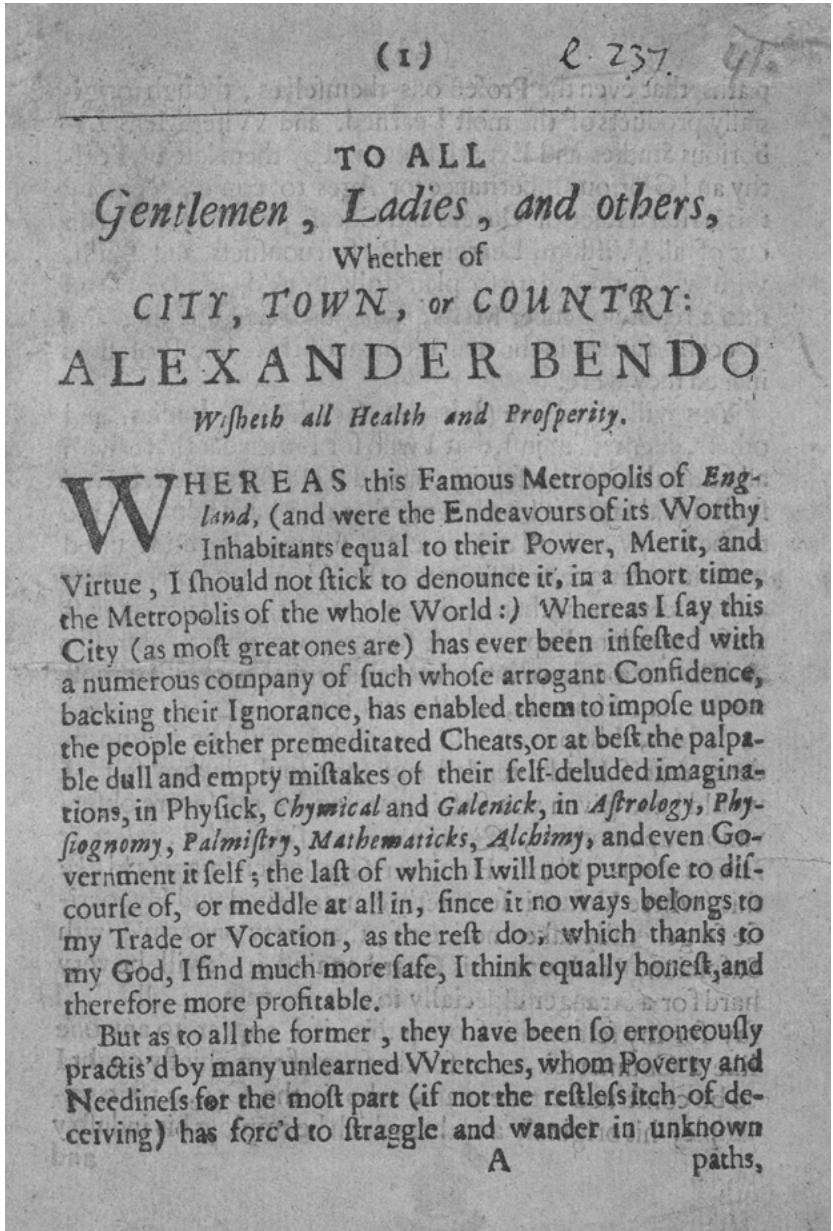 (1) e. 237. 41.
TO ALL
Gentlemen, Ladies, and others,
Whether of
CITY, TOWN, or COUNTRY:
ALEXANDER BENDO
Wiſheth all Health and Proſperity.
WHEREAS this Famous Metropolis of Eng-
land, (and were the Endeavours of its Worthy
Inhabitants equal to their Power, Merit, and
Virtue, I ſhould not ſtick to denounce it, in a ſhort time,
the Metropolis of the whole World:) Whereas I ſay this
City (as moſt great ones are) has ever been infeſted with
a numerous company of ſuch whoſe arrogant Confidence,
backing their Ignorance, has enabled them to impoſe upon
the people either premeditated Cheats, or at beſt the palpa-
ble dull and empty miſtakes of their ſelf-deluded imagina-
tions, in Phyſick, Chymical and Galenick, in Aſtrology, Phy-
ſiognomy, Palmiſtry, Mathematicks, Alchimy, and even Go-
vernment it ſelf; the laſt of which I will not purpoſe to diſ-
courſe of, or meddle at all in, ſince it no ways belongs to
my Trade or Vocation, as the reſt do, which thanks to
my God, I find much more ſafe, I think equally honeſt, and
therefore more profitable.
But as to all the former, they have been ſo erroneouſly
practis'd by many unlearned Wretches, whom Poverty and
Needineſs for the moſt part (if not the reſtleſs itch of de-
ceiving) has forc'd to ſtraggle and wander in unknown
A paths,